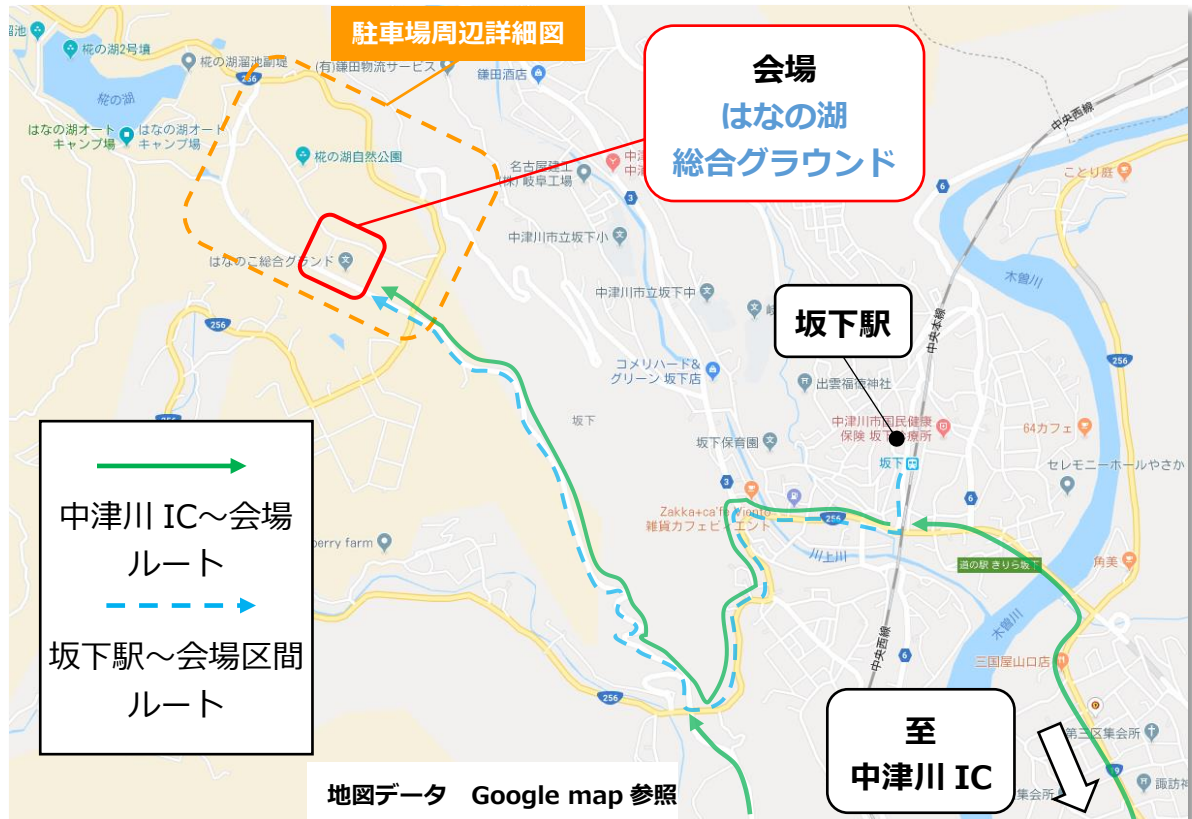 溜池
椛の湖2号墳
椛の湖
はなの湖オート
キャンプ場
はなの湖オート
キャンプ場
椛の湖溜池副堤
256
駐車場周辺詳細図
(有)鎌田物流サービス
鎌田酒店
会場
はなの湖
総合グラウンド
椛の湖自然公園
名古屋建工
(株)岐阜工場
3
中津川市立坂下小
はなのこ総合グランド
256
中津川市立坂下中
コメリハード&
グリーン 坂下店
坂下
坂下駅
出雲福徳神社
中津川市国民健康
保険 坂下診療所
坂下
坂下保育園
3
Zakka+ca'fe Viento
雑貨カフェビィエント
256
川上川
中央西線
6
ことり庭
木曽川
中央本線
256
64カフェ
セレモニーホールやさか
6
道の駅 きりら坂下
角美
木曽川
中央西線
6
三国屋山口店
第三区集会所
諏訪神
集会所
19
256
berry farm
中津川 IC～会場
ルート
坂下駅～会場区間
ルート
至
中津川 IC
地図データ Google map 参照